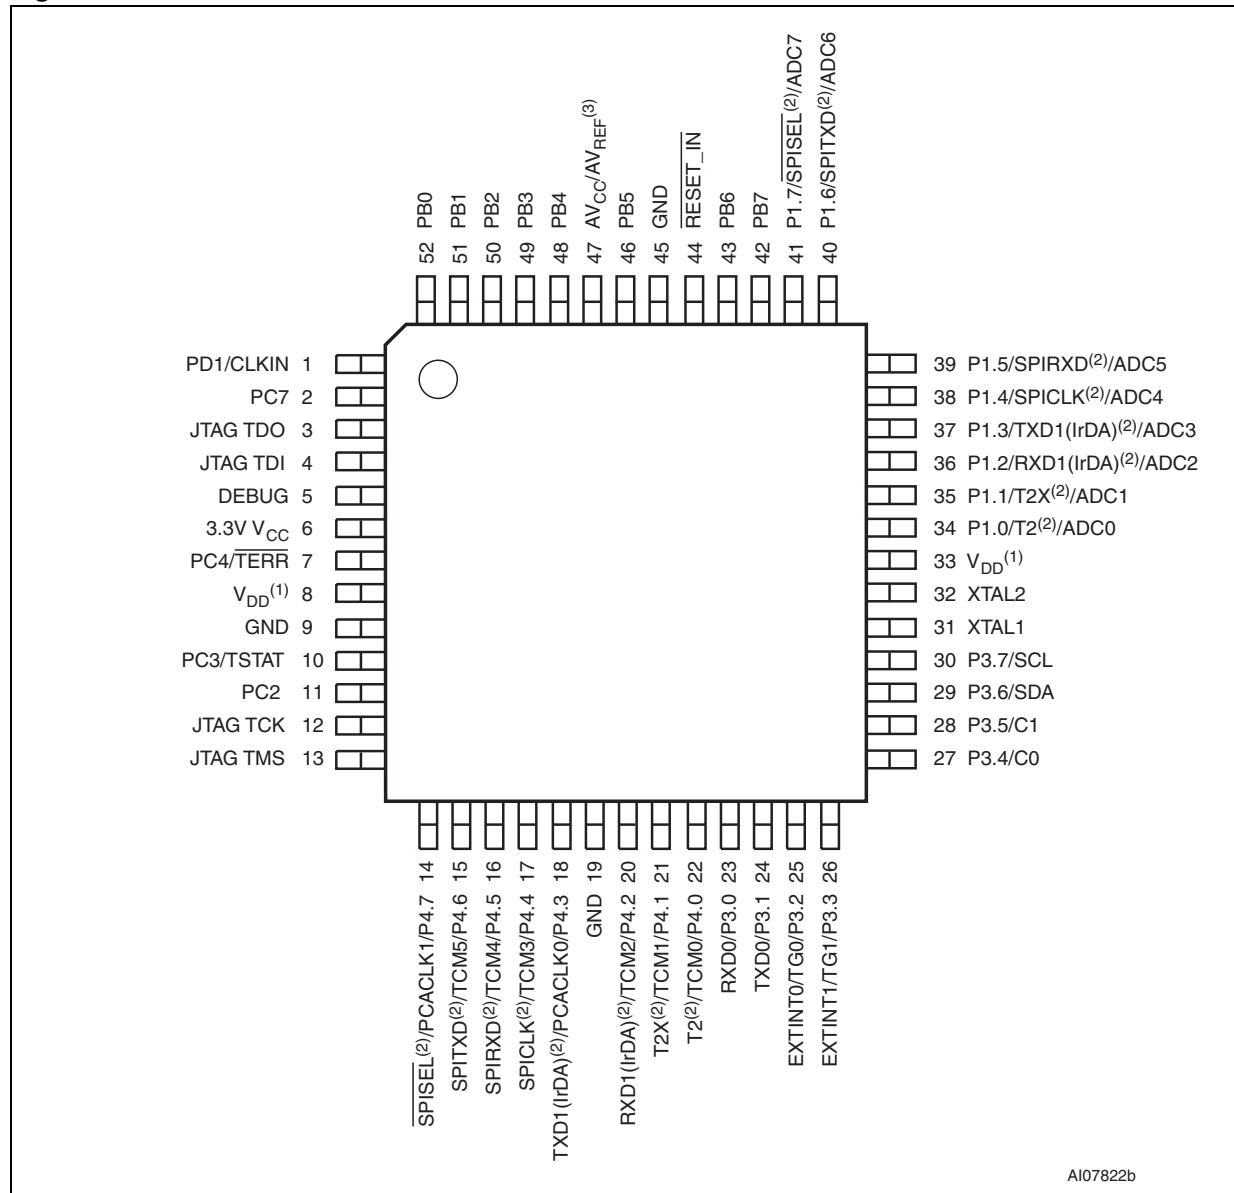 52 PB0
51 PB1
50 PB2
49 PB3
48 PB4
47 AVCC/AVREF(3)
46 PB5
45 GND
44 RESET_IN
43 PB6
42 PB7
41 P1.7/SPISEL(2)/ADC7
40 P1.6/SPITXD(2)/ADC6
PD1/CLKIN 1
PC7 2
JTAG TDO 3
JTAG TDI 4
DEBUG 5
3.3V VCC 6
PC4/TERR 7
VDD(1) 8
GND 9
PC3/TSTAT 10
PC2 11
JTAG TCK 12
JTAG TMS 13
39 P1.5/SPIRXD(2)/ADC5
38 P1.4/SPICLK(2)/ADC4
37 P1.3/TXD1(IrDA)(2)/ADC3
36 P1.2/RXD1(IrDA)(2)/ADC2
35 P1.1/T2X(2)/ADC1
34 P1.0/T2(2)/ADC0
33 VDD(1)
32 XTAL2
31 XTAL1
30 P3.7/SCL
29 P3.6/SDA
28 P3.5/C1
27 P3.4/C0
SPISEL(2)/PCACLK1/P4.7 14
SPITXD(2)/TCM5/P4.6 15
SPIRXD(2)/TCM4/P4.5 16
SPICLK(2)/TCM3/P4.4 17
TXD1(IrDA)(2)/PCACLK0/P4.3 18
GND 19
RXD1(IrDA)(2)/TCM2/P4.2 20
T2X(2)/TCM1/P4.1 21
T2(2)/TCM0/P4.0 22
RXD0/P3.0 23
TXD0/P3.1 24
EXTINT0/TG0/P3.2 25
EXTINT1/TG1/P3.3 26
AI07822b